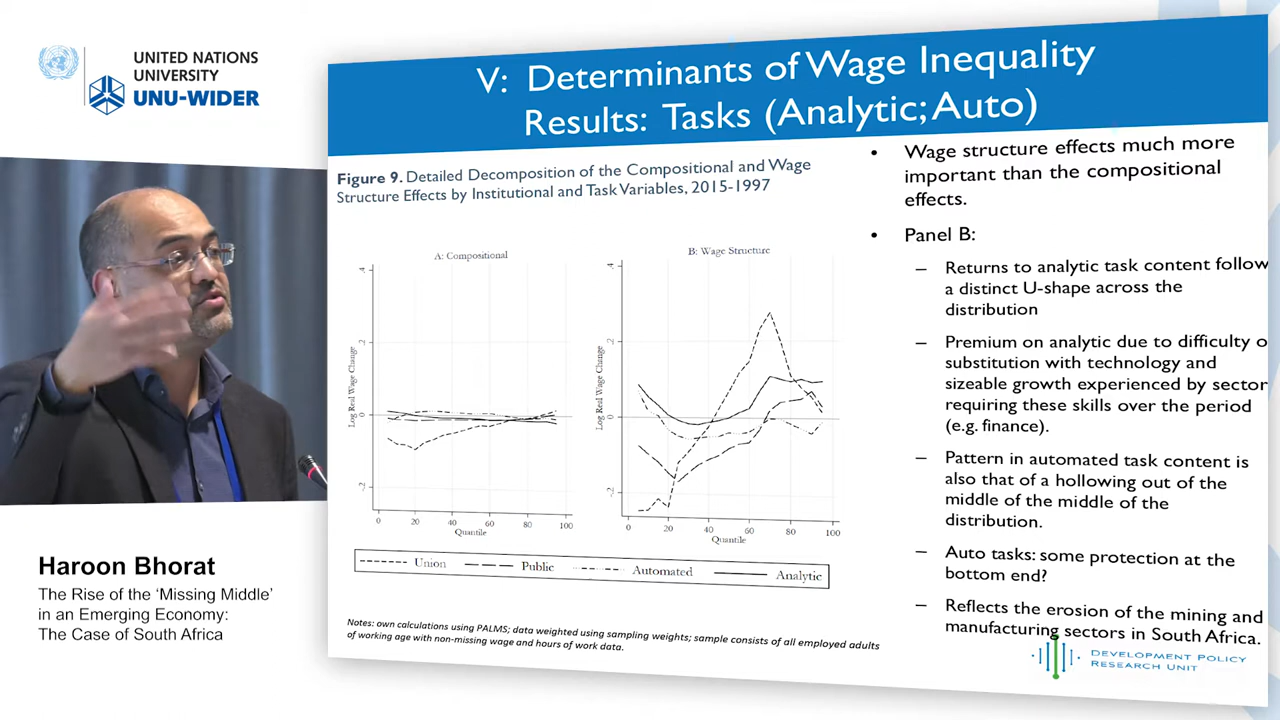 UNITED NATIONS
UNIVERSITY
UNU-WIDER
V: Determinants of Wage Inequality
Results: Tasks (Analytic; Auto)
Figure 9. Detailed Decomposition of the Compositional and Wage
Structure Effects by Institutional and Task Variables, 2015-1997
A: Compositional
B: Wage Structure
Log Real Wage Change
.4
.2
0
-.2
0 20 40 60 80 100
Quantile
Log Real Wage Change
.4
.2
0
-.2
0 20 40 60 80 100
Quantile
Union Public Automated Analytic
Notes: own calculations using PALMS; data weighted using sampling weights; sample consists of all employed adults
of working age with non-missing wage and hours of work data.
• Wage structure effects much more
important than the compositional
effects.
• Panel B:
– Returns to analytic task content follow
a distinct U-shape across the
distribution
– Premium on analytic due to difficulty o
substitution with technology and
sizeable growth experienced by sector
requiring these skills over the period
(e.g. finance).
– Pattern in automated task content is
also that of a hollowing out of the
middle of the middle of the
distribution.
– Auto tasks: some protection at the
bottom end?
– Reflects the erosion of the mining and
manufacturing sectors in South Africa.
DEVELOPMENT POLICY
RESEARCH UNIT
Haroon Bhorat
The Rise of the ‘Missing Middle’
in an Emerging Economy:
The Case of South Africa